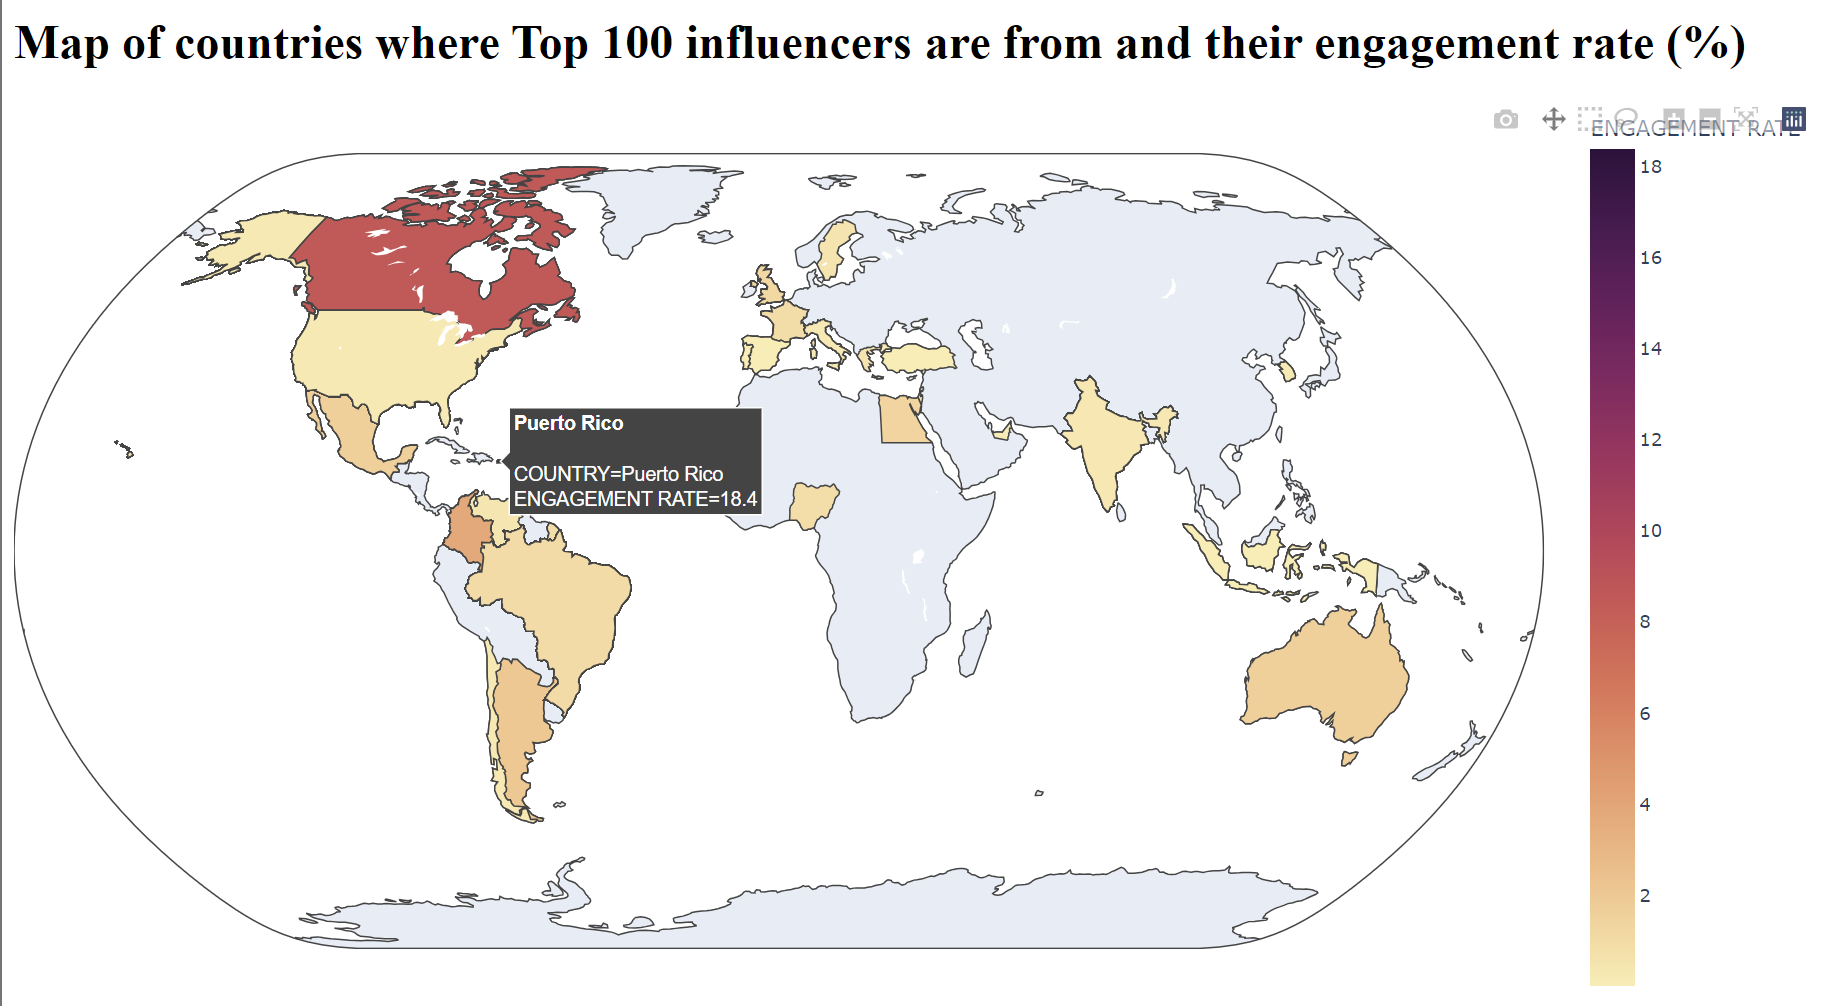 Map of countries where Top 100 influencers are from and their engagement rate (%)
ENGAGEMENT RATE
18
16
14
12
10
8
6
4
2
Puerto Rico
COUNTRY=Puerto Rico
ENGAGEMENT RATE=18.4